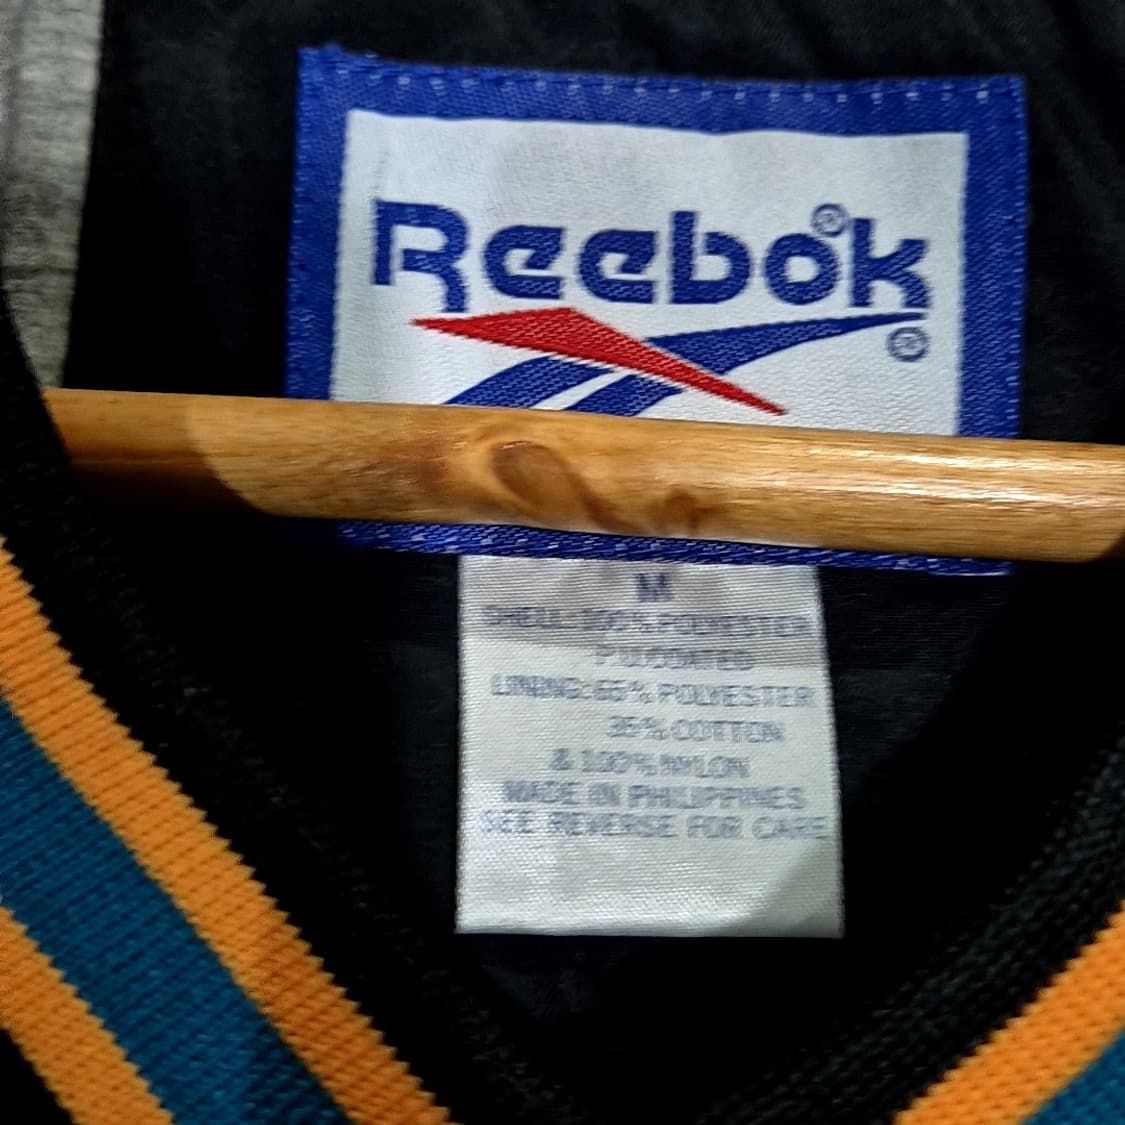 Reebok®
®
M
SHELL: 100% POLYESTER
P.U.COATED
LINING: 65% POLYESTER
35% COTTON
& 100% NYLON
MADE IN PHILIPPINES
SEE REVERSE FOR CARE